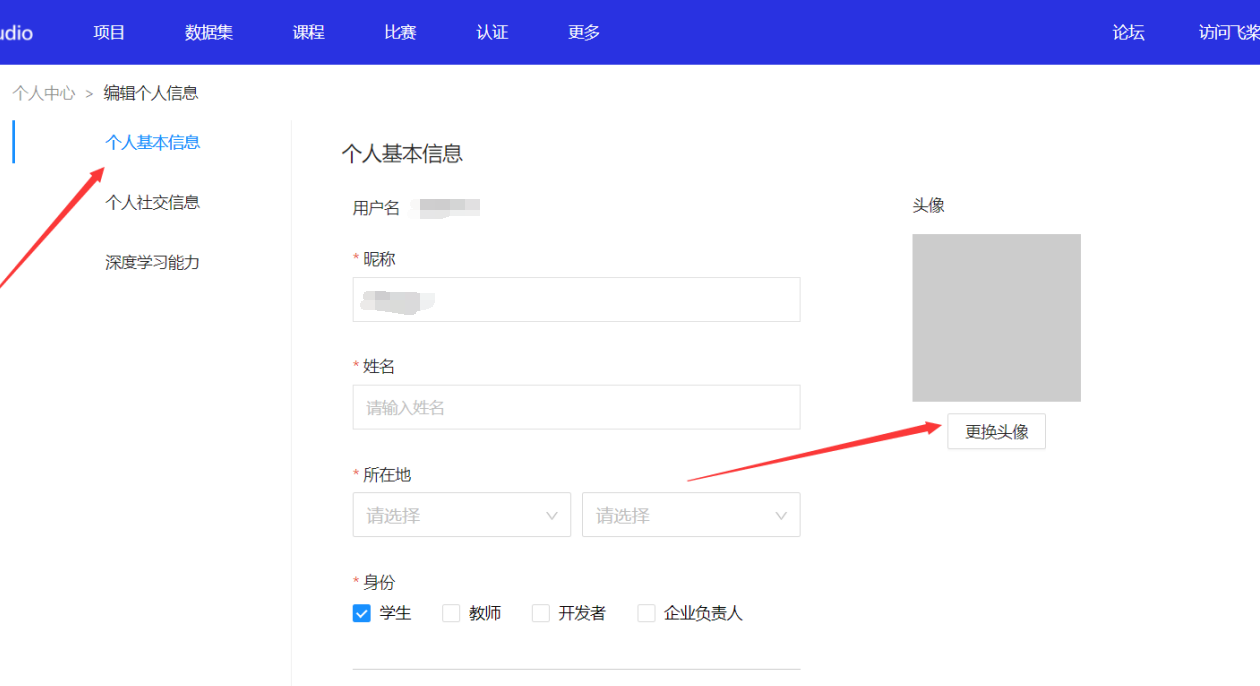 udio 项目 数据集 课程 比赛 认证 更多 论坛 访问飞桨
个人中心 > 编辑个人信息
个人基本信息
个人社交信息
深度学习能力
个人基本信息
用户名
* 昵称
* 姓名
请输入姓名
* 所在地
请选择 请选择
* 身份
学生 教师 开发者 企业负责人
头像
更换头像